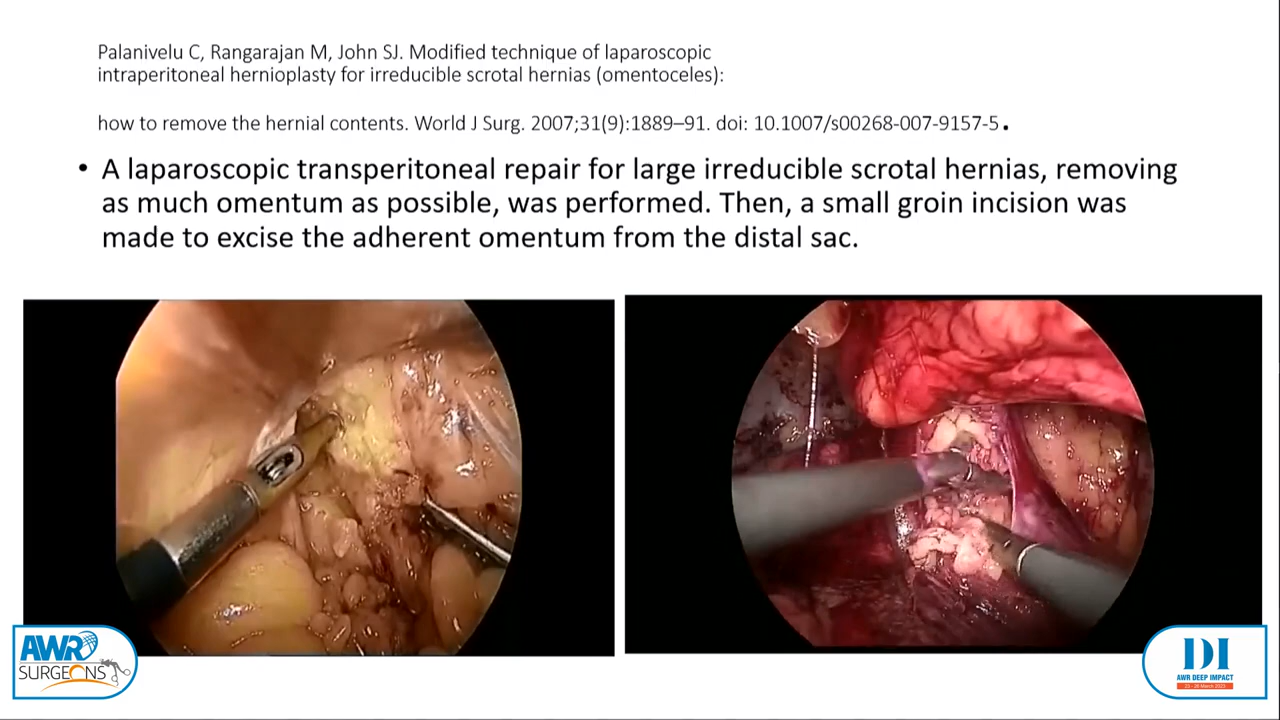 Palanivelu C, Rangarajan M, John SJ. Modified technique of laparoscopic
intraperitoneal hernioplasty for irreducible scrotal hernias (omentoceles):
how to remove the hernial contents. World J Surg. 2007;31(9):1889–91. doi: 10.1007/s00268-007-9157-5.
• A laparoscopic transperitoneal repair for large irreducible scrotal hernias, removing
as much omentum as possible, was performed. Then, a small groin incision was
made to excise the adherent omentum from the distal sac.
AWR
SURGEONS
DI
AWR DEEP IMPACT